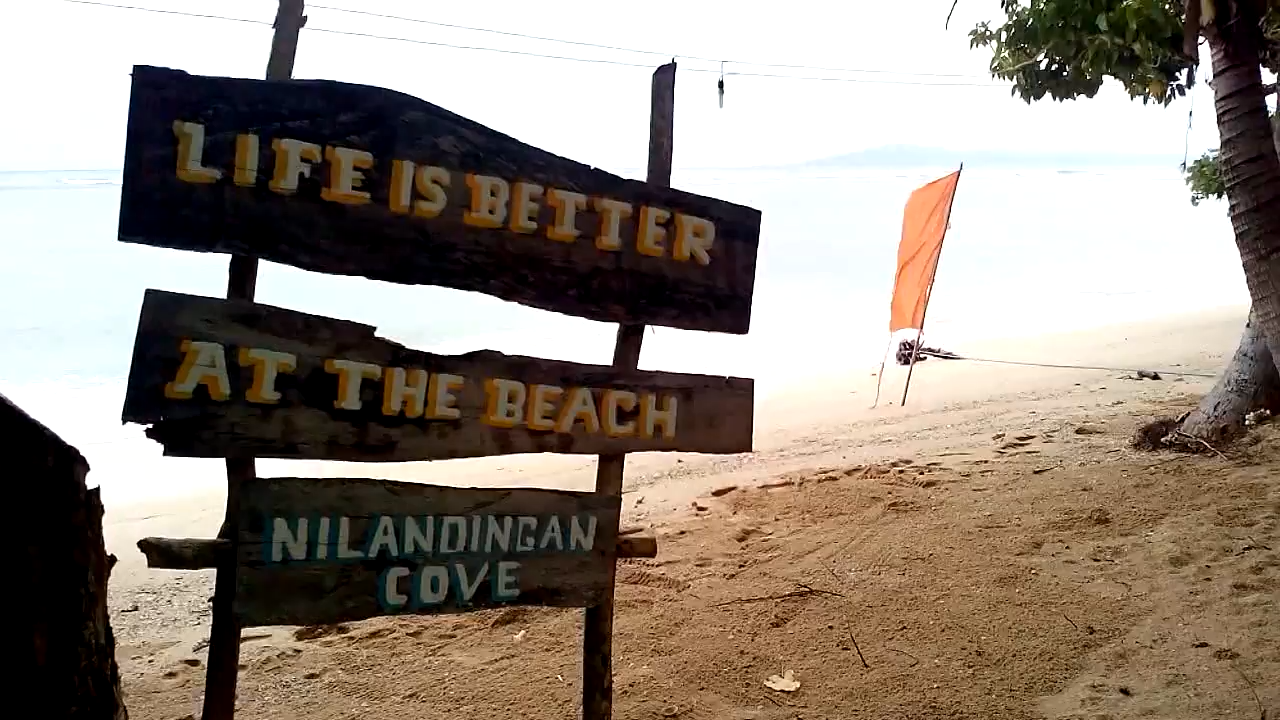 LIFE IS BETTER
AT THE BEACH
NILANDINGAN
COVE